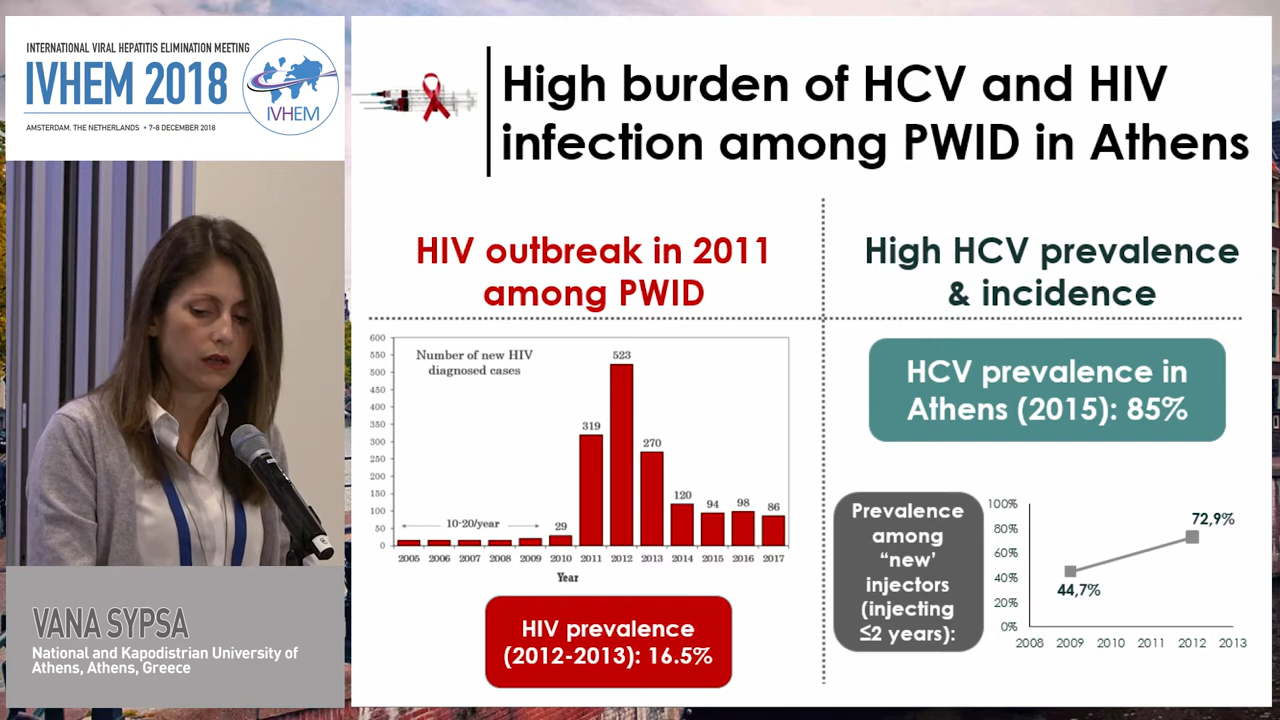 INTERNATIONAL VIRAL HEPATITIS ELIMINATION MEETING
IVHEM 2018
AMSTERDAM, THE NETHERLANDS • 7-8 DECEMBER 2018
IVHEM
VANA SYPSA
National and Kapodistrian University of
Athens, Athens, Greece
High burden of HCV and HIV
infection among PWID in Athens
HIV outbreak in 2011
among PWID
Number of new HIV
diagnosed cases
600
550
500
450
400
350
300
250
200
150
100
50
0
10-20/year
29
319
523
270
120
94
98
86
2005 2006 2007 2008 2009 2010 2011 2012 2013 2014 2015 2016 2017
Year
HIV prevalence
(2012-2013): 16.5%
High HCV prevalence
& incidence
HCV prevalence in
Athens (2015): 85%
Prevalence
among
“new’
injectors
(injecting
≤2 years):
100%
80%
60%
40%
20%
0%
44,7%
72,9%
2008 2009 2010 2011 2012 2013